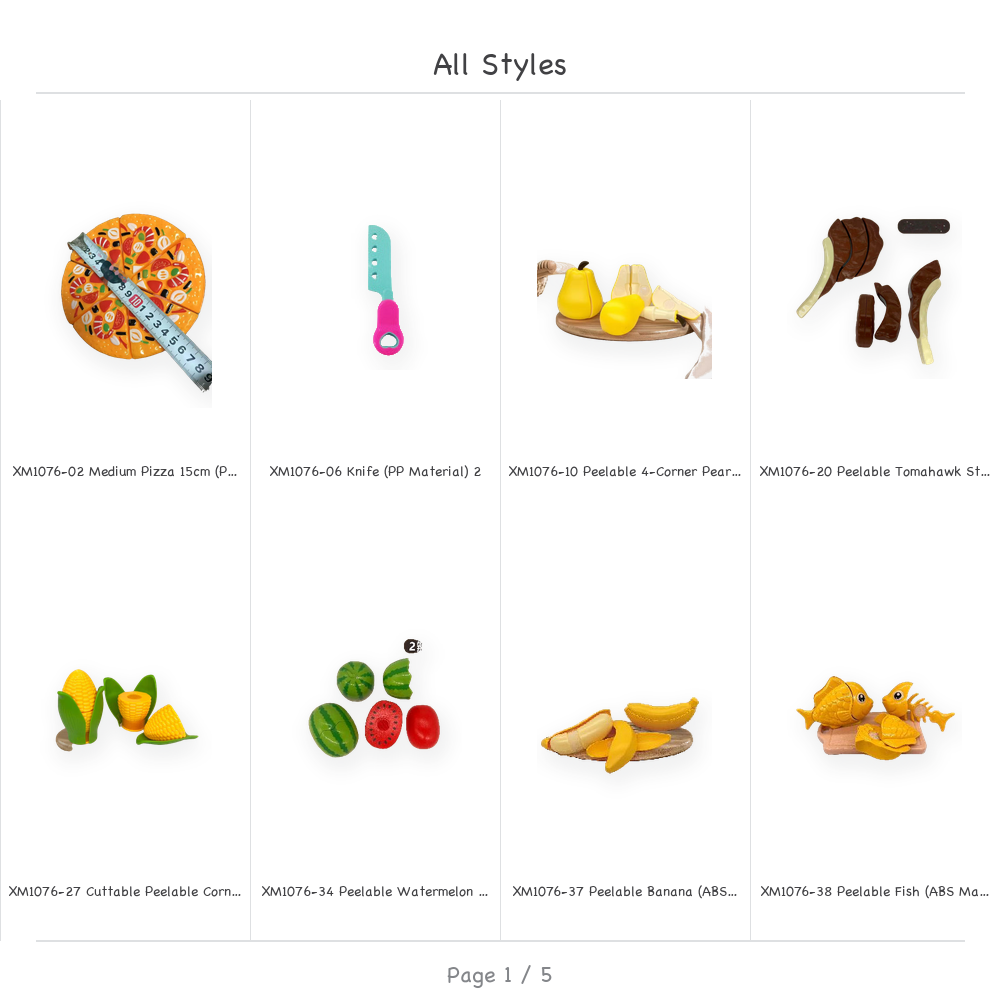 All Styles
XM1076-02 Medium Pizza 15cm (P...
XM1076-06 Knife (PP Material) 2
XM1076-10 Peelable 4-Corner Pear...
XM1076-20 Peelable Tomahawk St...
2
XM1076-27 Cuttable Peelable Corn...
XM1076-34 Peelable Watermelon ...
XM1076-37 Peelable Banana (ABS...
XM1076-38 Peelable Fish (ABS Ma...
Page 1 / 5